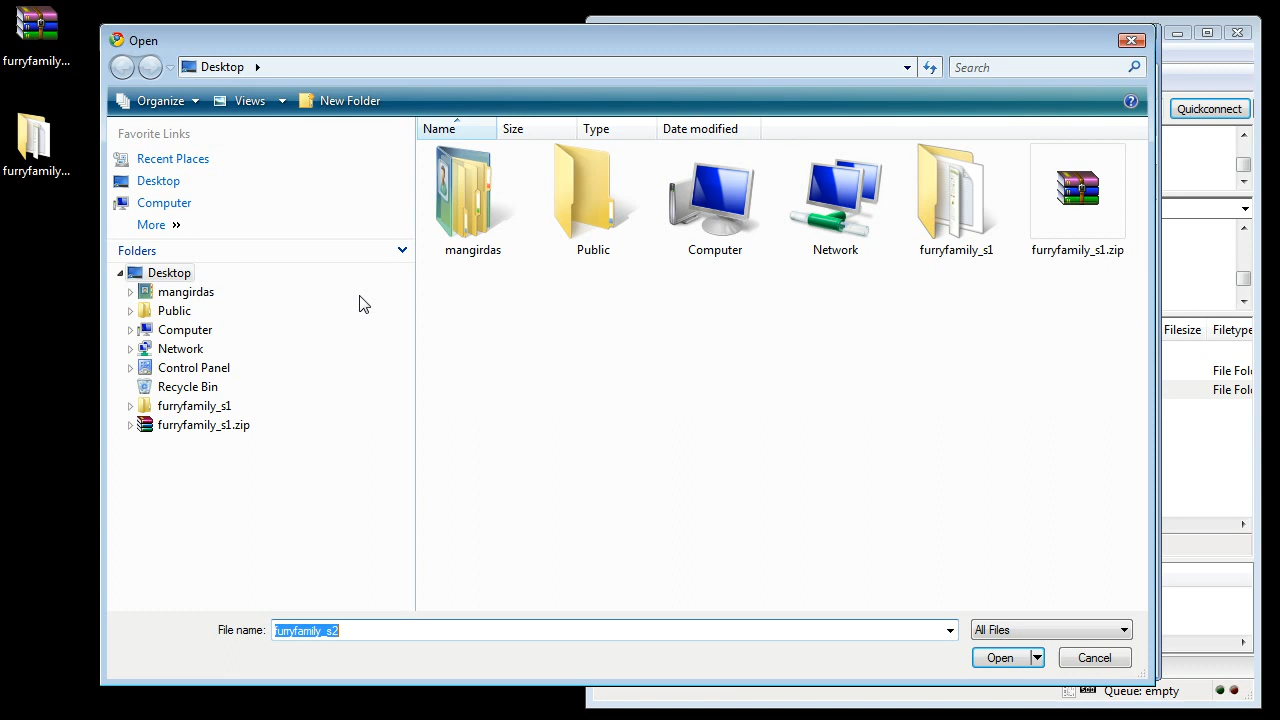 furryfamily...
furryfamily...
Open
Desktop
Search
Organize
Views
New Folder
Favorite Links
Recent Places
Desktop
Computer
More »
Folders
Desktop
mangirdas
Public
Computer
Network
Control Panel
Recycle Bin
furryfamily_s1
furryfamily_s1.zip
Name
Size
Type
Date modified
mangirdas
Public
Computer
Network
furryfamily_s1
furryfamily_s1.zip
File name:
furryfamily_s2
All Files
Open
Cancel
Quickconnect
Filesize
Filetype
File Fol
File Fol
Queue: empty